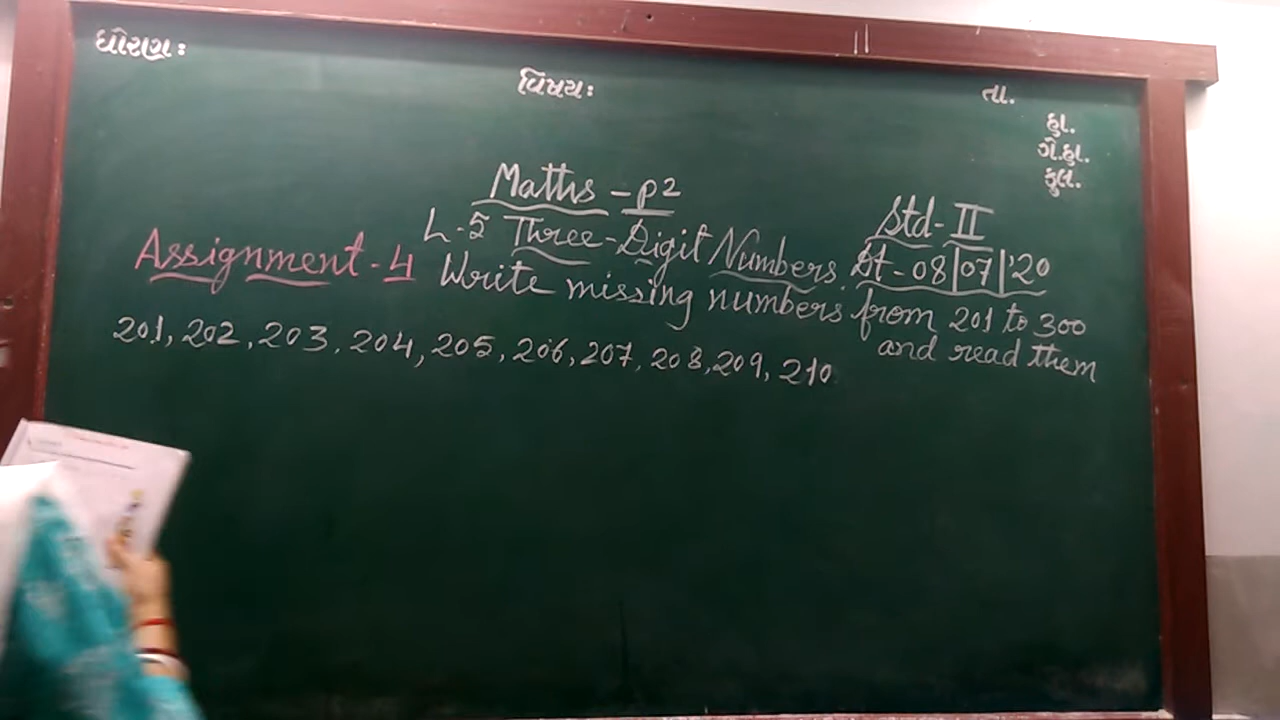 ધોરણ:
વિષય:
તા.
હા.
ગે.હા.
કુલ.
Maths - P2
Std - II
L-5 Three-Digit Numbers. Dt - 08|07|'20
Assignment - 4 Write missing numbers from 201 to 300
and read them
201, 202, 203, 204, 205, 206, 207, 208, 209, 210